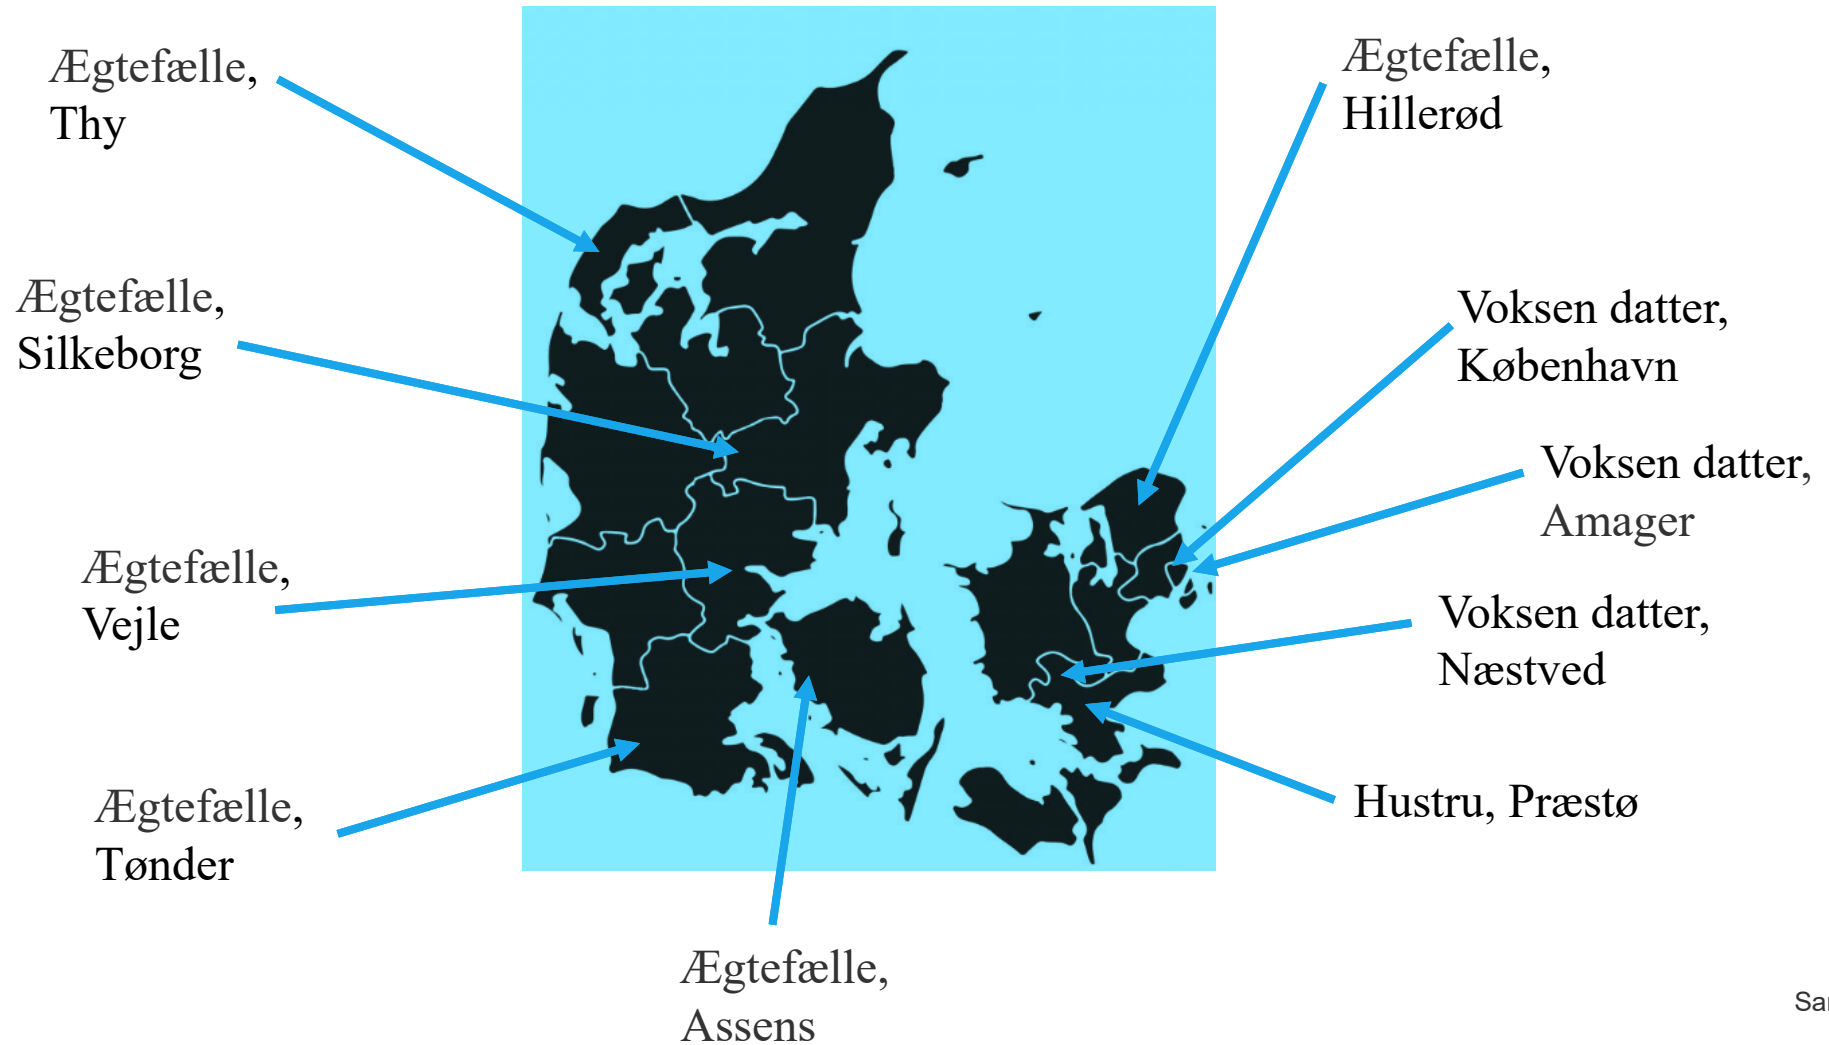 Ægtefælle,
Thy
Ægtefælle,
Silkeborg
Ægtefælle,
Vejle
Ægtefælle,
Tønder
Ægtefælle,
Assens
Ægtefælle,
Hillerød
Voksen datter,
København
Voksen datter,
Amager
Voksen datter,
Næstved
Hustru, Præstø